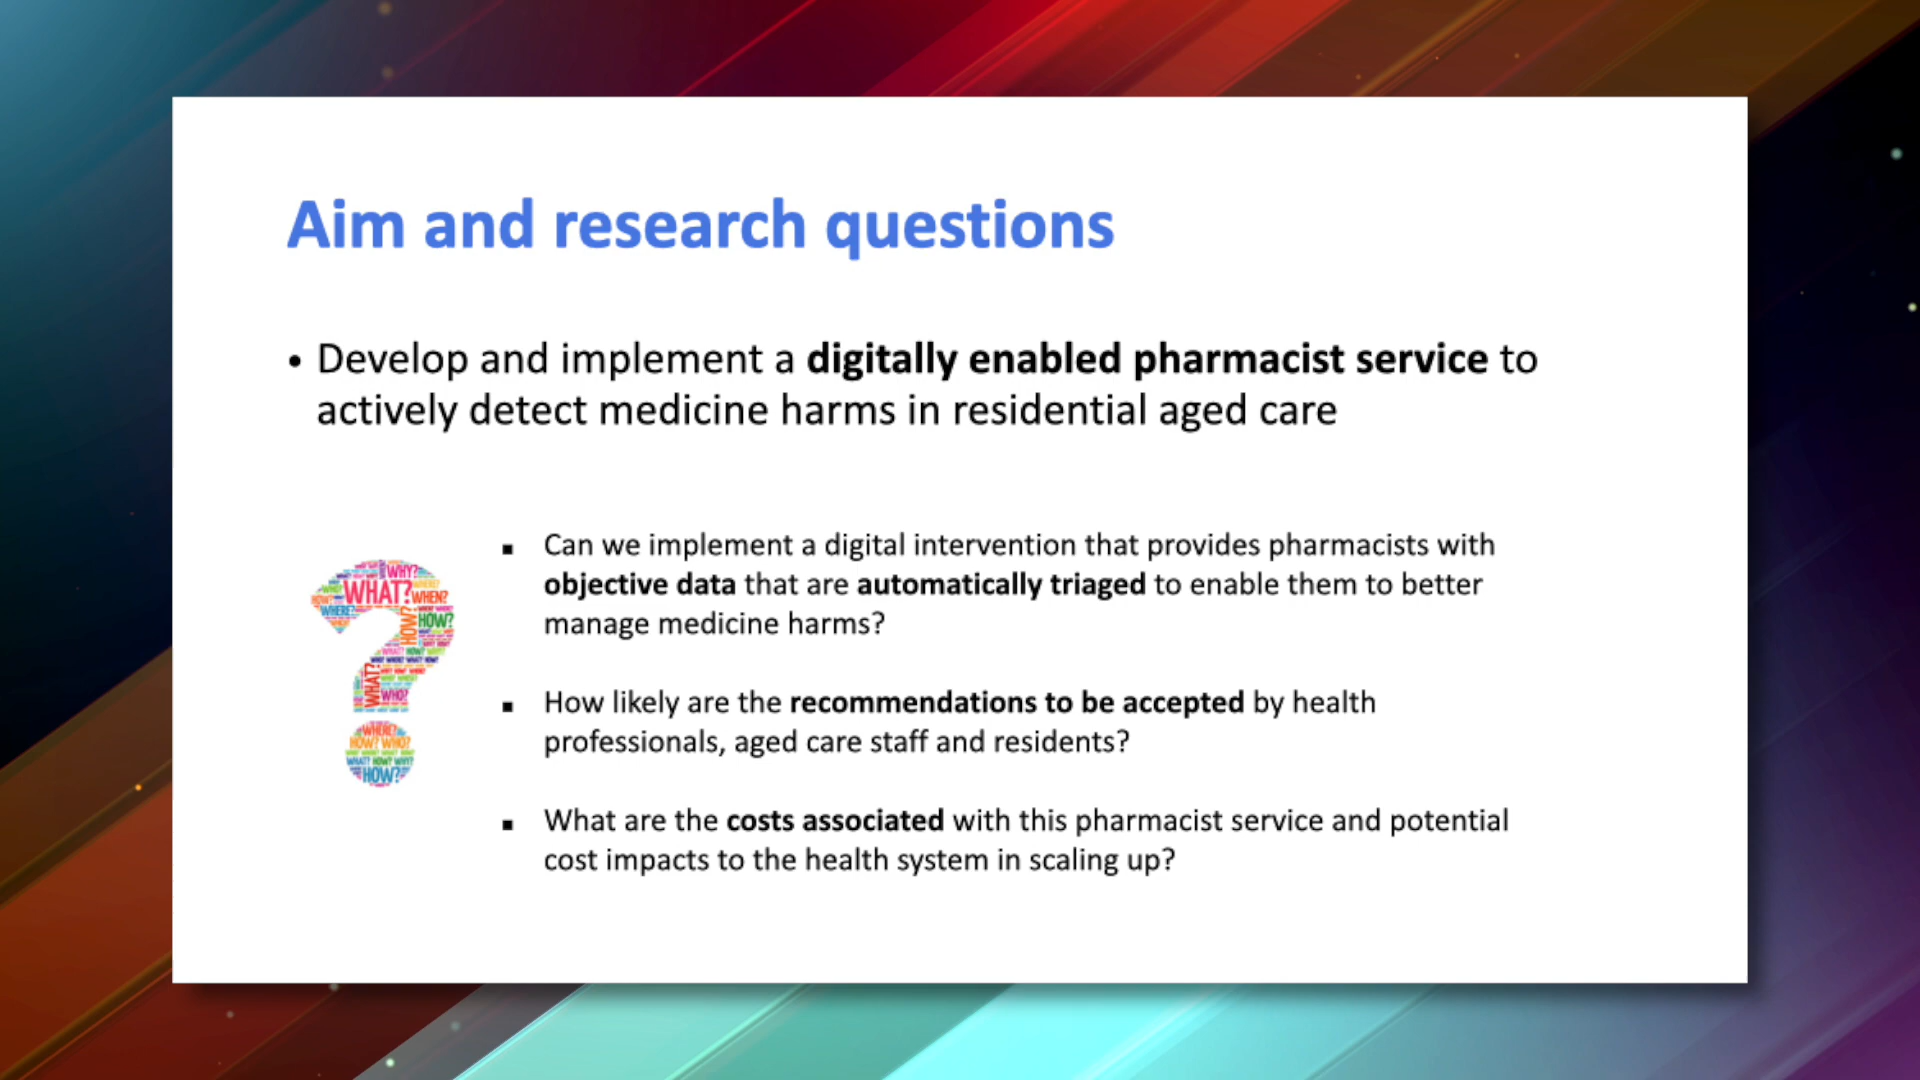 Aim and research questions
• Develop and implement a digitally enabled pharmacist service to
actively detect medicine harms in residential aged care
▪ Can we implement a digital intervention that provides pharmacists with
objective data that are automatically triaged to enable them to better
manage medicine harms?
▪ How likely are the recommendations to be accepted by health
professionals, aged care staff and residents?
▪ What are the costs associated with this pharmacist service and potential
cost impacts to the health system in scaling up?
WHY?
WHAT?
WHEN?
WHERE?
HOW?
HOW?
WHAT?
WHO?
WHERE?
HOW? WHO?
WHAT? HOW? WHY?
HOW?